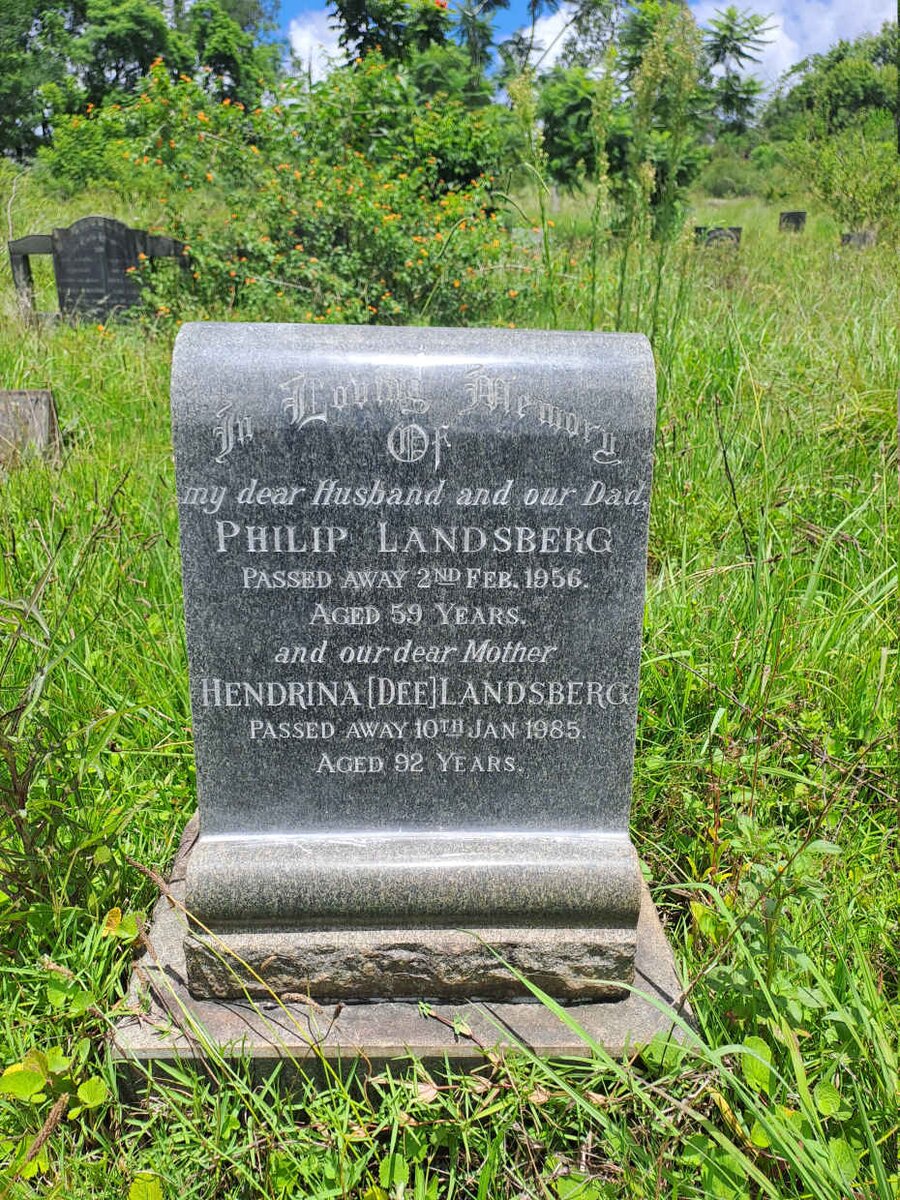 In Loving Memory
Of
my dear Husband and our Dad,
PHILIP LANDSBERG
PASSED AWAY 2ND FEB. 1956.
AGED 59 YEARS.
and our dear Mother
HENDRINA [DEE] LANDSBERG
PASSED AWAY 10TH JAN 1985.
AGED 92 YEARS.